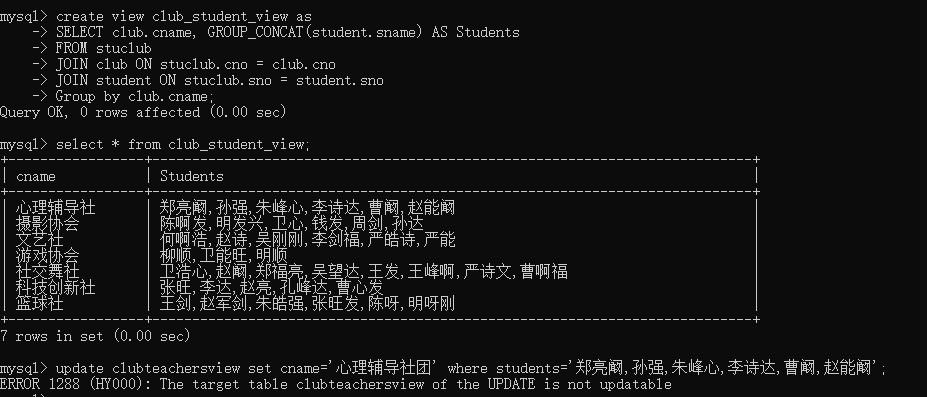 mysql> create view club_student_view as
    -> SELECT club.cname, GROUP_CONCAT(student.sname) AS Students
    -> FROM stuclub
    -> JOIN club ON stuclub.cno = club.cno
    -> JOIN student ON stuclub.sno = student.sno
    -> Group by club.cname;
Query OK, 0 rows affected (0.00 sec)
mysql> select * from club_student_view;
| cname | Students |
| 心理辅导社 | 郑亮阚,孙强,朱峰心,李诗达,曹阚,赵能阚 |
| 摄影协会 | 陈啊发,明发兴,卫心,钱发,周剑,孙达 |
| 文艺社 | 何啊浩,赵诗,吴刚刚,李剑福,严皓诗,严能 |
| 游戏协会 | 柳顺,卫能旺,明顺 |
| 社交舞社 | 卫浩心,赵阚,郑福亮,吴望达,王发,王峰啊,严诗文,曹啊福 |
| 科技创新社 | 张旺,李达,赵亮,孔峰达,曹心发 |
| 篮球社 | 王剑,赵军剑,朱皓强,张旺发,陈呀,明呀刚 |
7 rows in set (0.00 sec)
mysql> update clubteachersview set cname='心理辅导社团' where students='郑亮阚,孙强,朱峰心,李诗达,曹阚,赵能阚';
ERROR 1288 (HY000): The target table clubteachersview of the UPDATE is not updatable